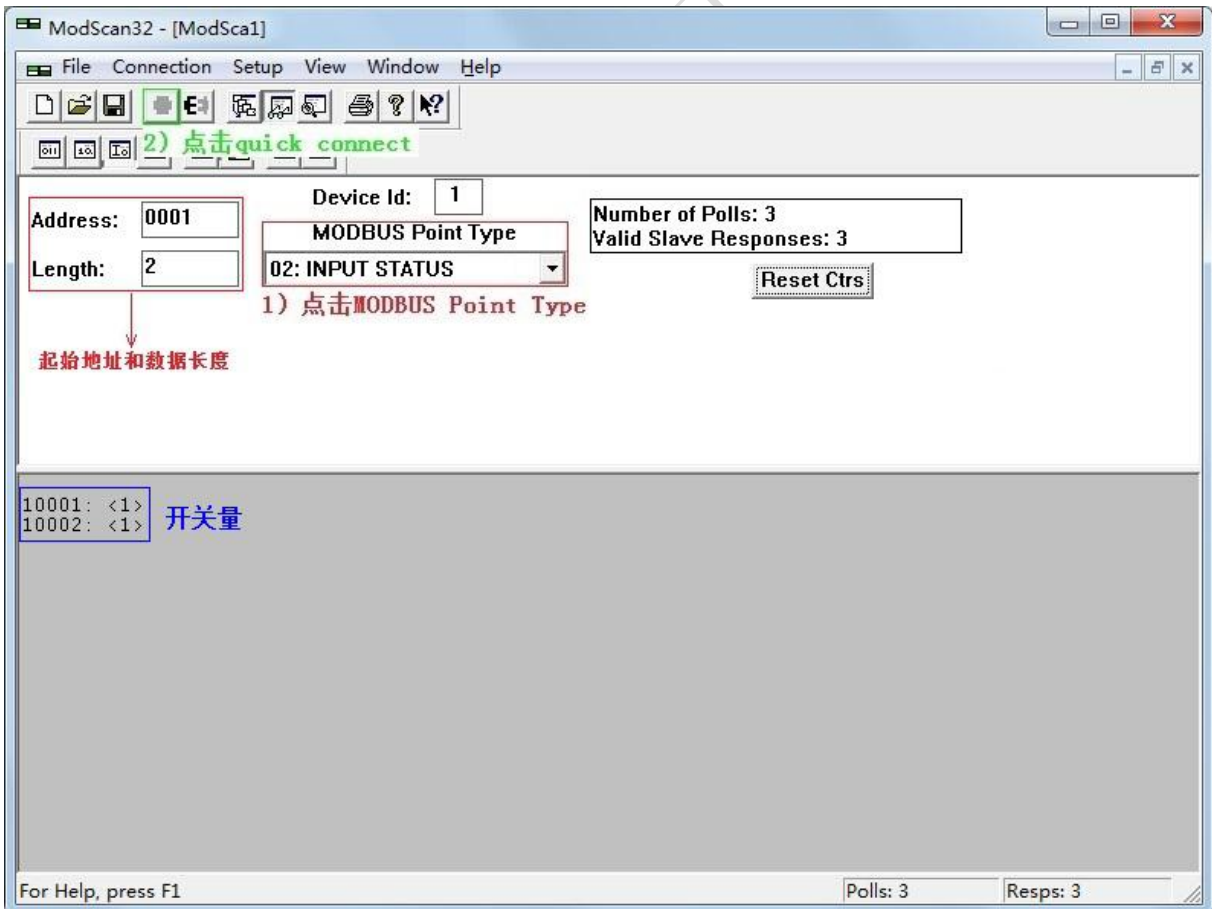 ModScan32 - [ModSca1]
File Connection Setup View Window Help
2) 点击quick connect
Device Id: 1
Address: 0001
MODBUS Point Type
Number of Polls: 3
Valid Slave Responses: 3
Length: 2
02: INPUT STATUS
Reset Ctrs
1) 点击MODBUS Point Type
起始地址和数据长度
10001: <1>
10002: <1>
开关量
For Help, press F1
Polls: 3
Resps: 3